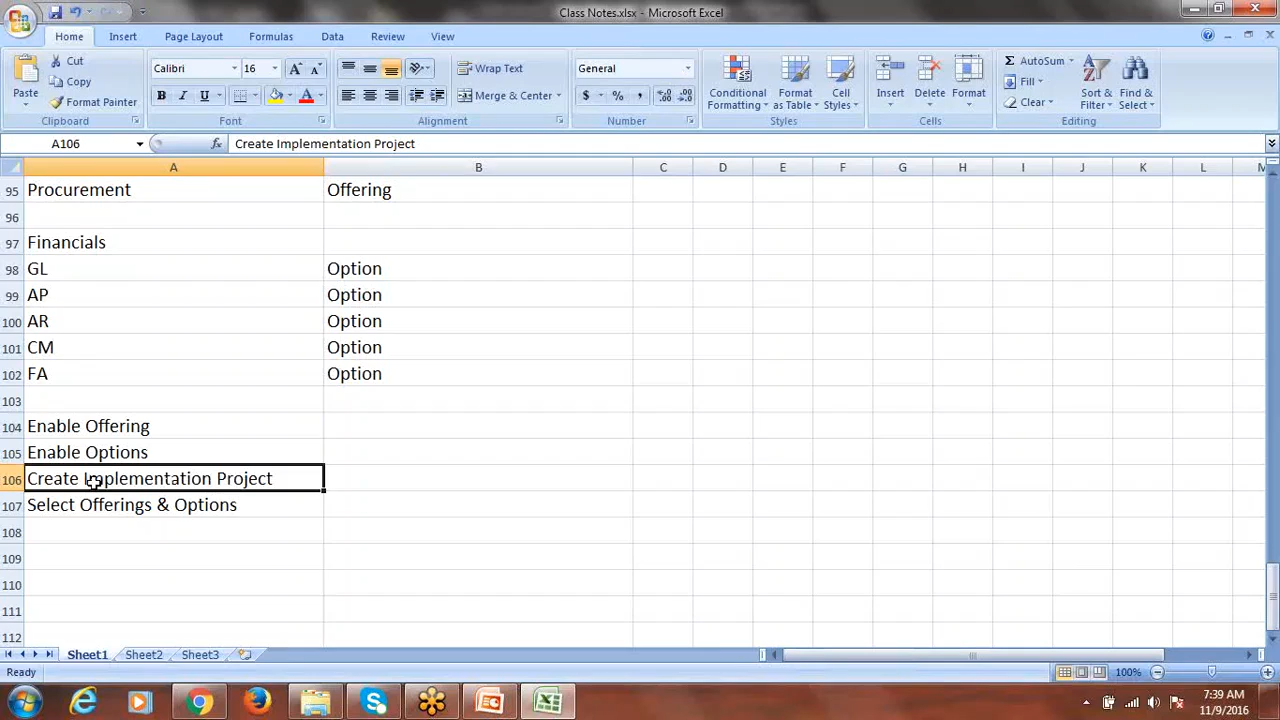 Class Notes.xlsx - Microsoft Excel
Home Insert Page Layout Formulas Data Review View
Paste Cut Copy Format Painter Clipboard
Calibri 16 A A B I U A Font
Wrap Text Merge & Center Alignment
General $ % , Number
Conditional Formatting Format as Table Cell Styles Styles
Insert Delete Format Cells
Σ AutoSum Fill Clear Sort & Filter Find & Select Editing
A106 fx Create Implementation Project
A B C D E F G H I J K L M
95 Procurement Offering
96
97 Financials
98 GL Option
99 AP Option
100 AR Option
101 CM Option
102 FA Option
103
104 Enable Offering
105 Enable Options
106 Create Implementation Project
107 Select Offerings & Options
108
109
110
111
112
Sheet1 Sheet2 Sheet3
Ready 100%
7:39 AM
11/9/2016